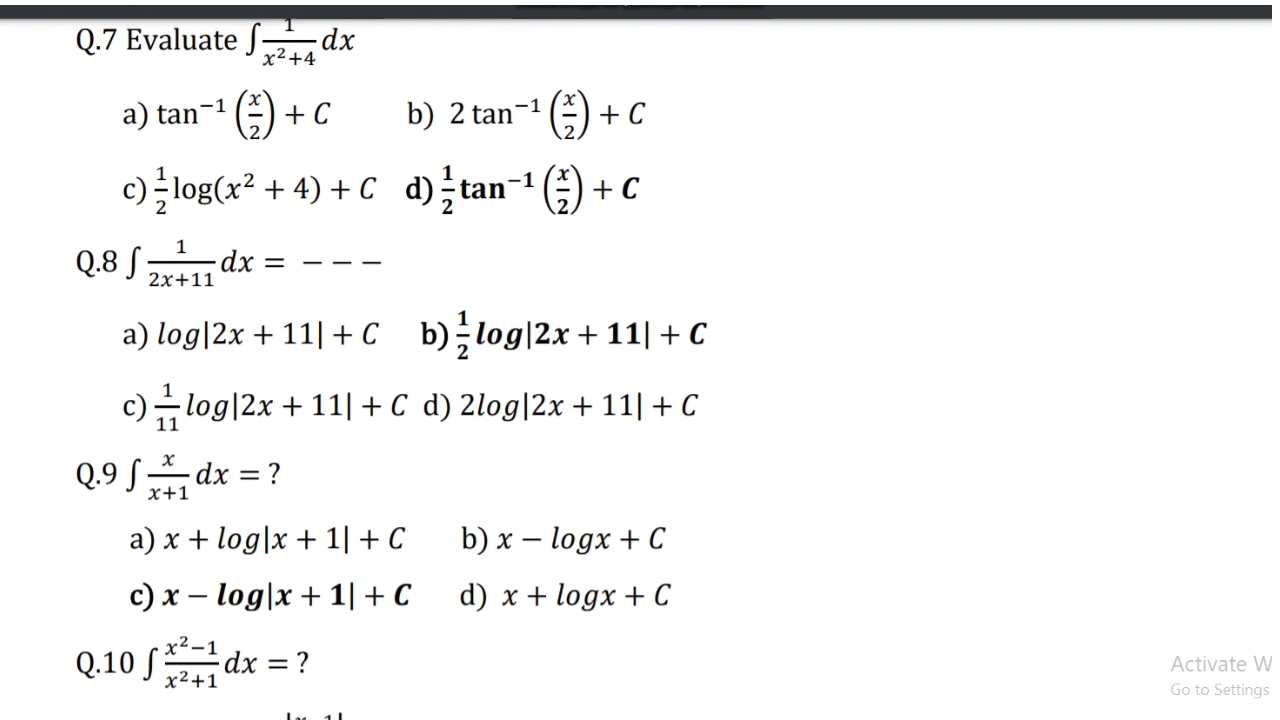 Q.7 Evaluate ∫ 1/(x²+4) dx
a) tan⁻¹ (x/2) + C b) 2 tan⁻¹ (x/2) + C
c) 1/2 log(x² + 4) + C d) 1/2 tan⁻¹ (x/2) + C
Q.8 ∫ 1/(2x+11) dx = − − −
a) log|2x + 11| + C b) 1/2 log|2x + 11| + C
c) 1/11 log|2x + 11| + C d) 2log|2x + 11| + C
Q.9 ∫ x/(x+1) dx = ?
a) x + log|x + 1| + C b) x − logx + C
c) x − log|x + 1| + C d) x + logx + C
Q.10 ∫ (x²−1)/(x²+1) dx = ?
Activate W
Go to Settings